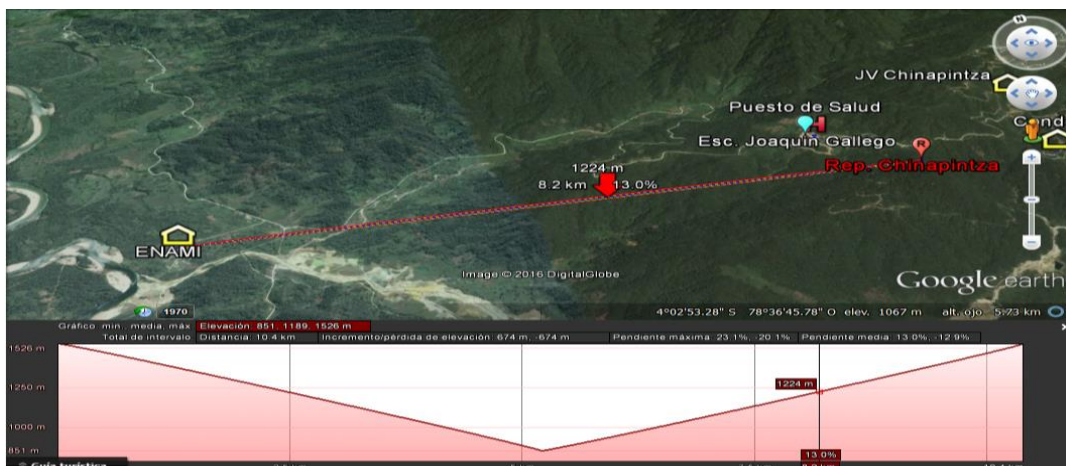 N
JV Chinapintza
Puesto de Salud
Cond
Esc. Joaquin Gallego
R
Rep. Chinapintza
1224 m
8.2 km 13.0%
ENAMI
Image © 2016 DigitalGlobe
Google earth
1970
4°02'53.28" S 78°36'45.78" O elev. 1067 m alt. ojo 5.23 km
Gráfico mín, media, máx Elevación: 851, 1189, 1526 m
Total de intervalo Distancia: 10.4 km Incremento/pérdida de elevación: 674 m, -674 m Pendiente máxima: 23.1%, -20.1% Pendiente media: 13.0%, -12.9%
1526 m
1250 m
1224 m
1000 m
851 m
13.0%
Guía turística